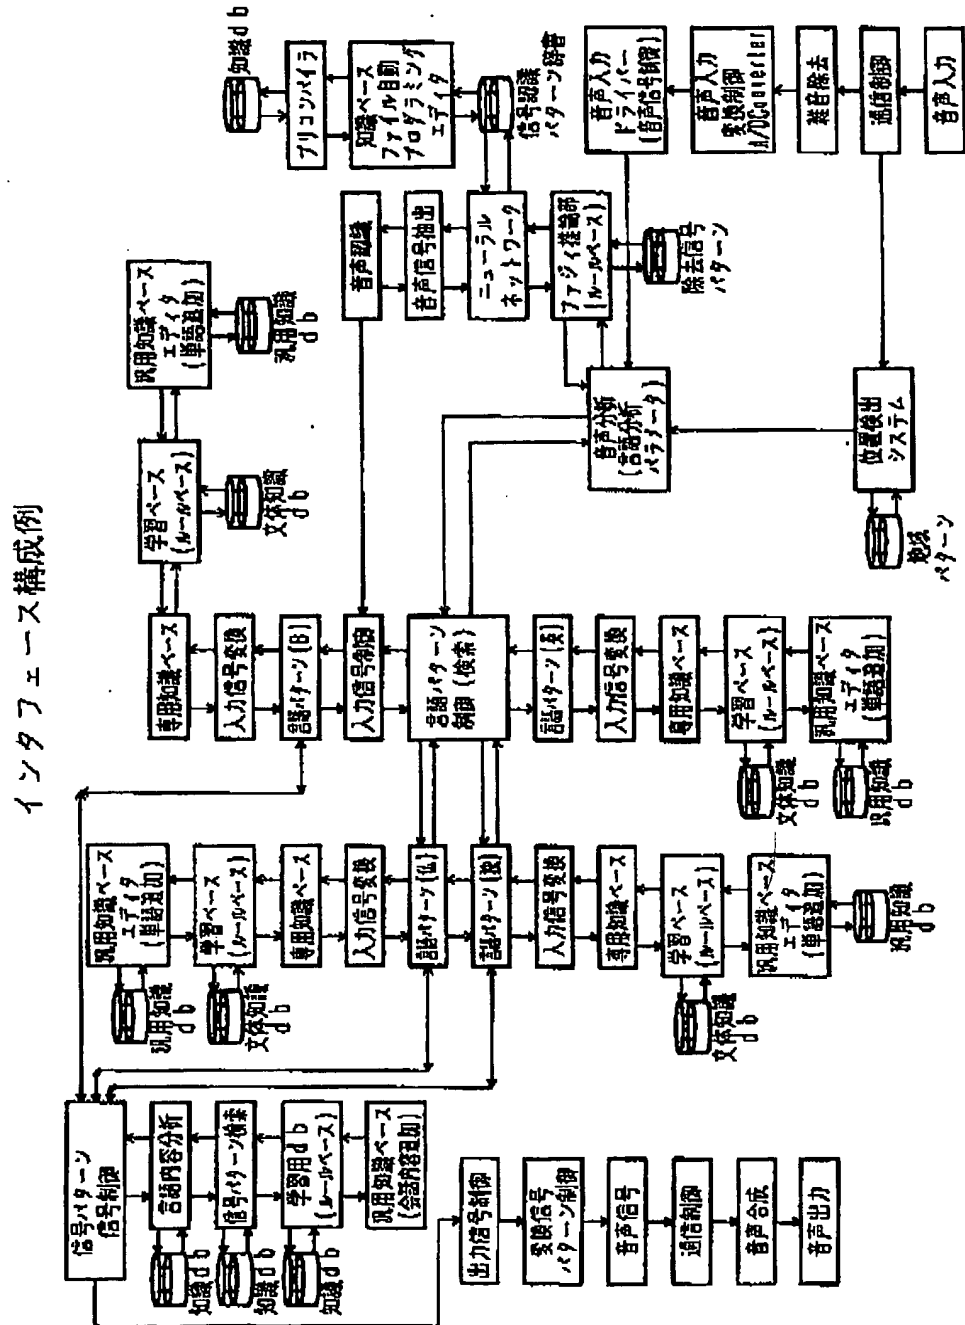 インタフェース構成例
信号パターン
信号制御
言語内容分析
知識db
信号パターン検索
知識db
学習用db
(ルールベース)
知識db
汎用知識ベース
(会話内容追加)
出力信号制御
変換信号
パターン制御
音声信号
通信制御
音声合成
音声出力
汎用知識ベース
エディタ
(単語追加)
汎用知識
db
学習ベース
(ルールベース)
文体知識
db
専用知識ベース
入力信号変換
言語パターン(仏)
言語パターン(独)
入力信号変換
専用知識ベース
学習ベース
(ルールベース)
文体知識
db
汎用知識ベース
エディタ
(単語追加)
汎用知識
db
専用知識ベース
入力信号変換
言語パターン(日)
入力信号制御
言語パターン
制御(検索)
言語パターン(英)
入力信号変換
専用知識ベース
学習ベース
(ルールベース)
文体知識
db
汎用知識ベース
エディタ
(単語追加)
汎用知識
db
学習ベース
(ルールベース)
文体知識
db
汎用知識ベース
エディタ
(単語追加)
汎用知識
db
音声分析
(言語分析
パラメータ)
位置検出
システム
地域
パターン
音声認識
音声信号抽出
ニューラル
ネットワーク
ファジィ推論部
(ルールベース)
除去信号
パターン
知識db
プリコンパイラ
知識ベース
ファイル自動
プログラミング
エディタ
信号認識
パターン辞書
音声入力
ドライバー
(音声信号制御)
音声入力
変換制御
A/DConverter
雑音除去
通信制御
音声入力